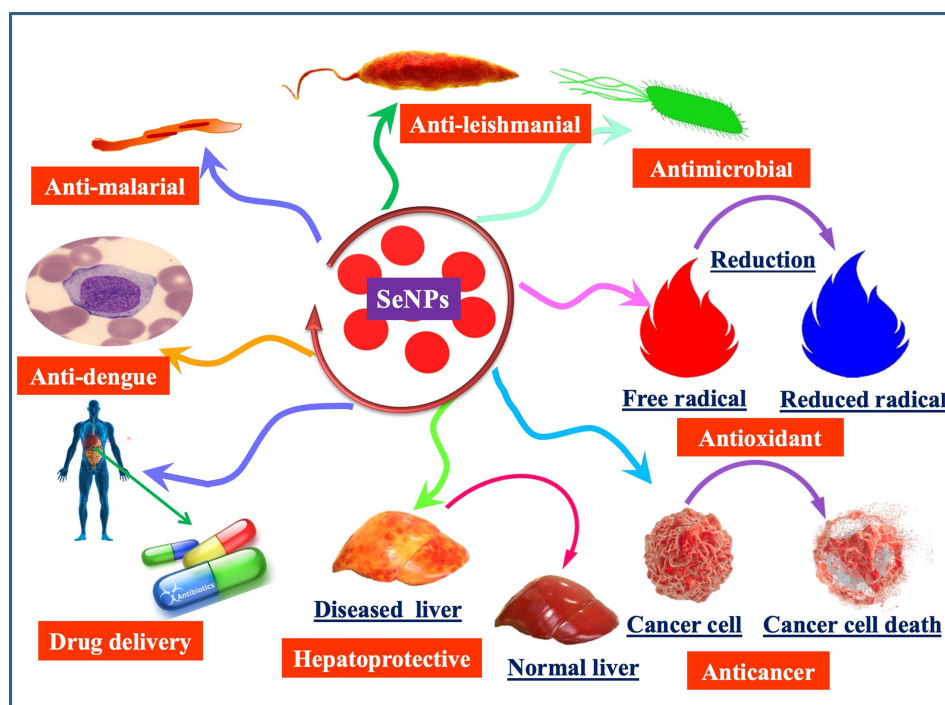 Anti-leishmanial
Anti-malarial
Antimicrobial
Reduction
SeNPs
Anti-dengue
Free radical
Reduced radical
Antioxidant
Antibiotics
Diseased liver
Cancer cell
Cancer cell death
Drug delivery
Hepatoprotective
Normal liver
Anticancer